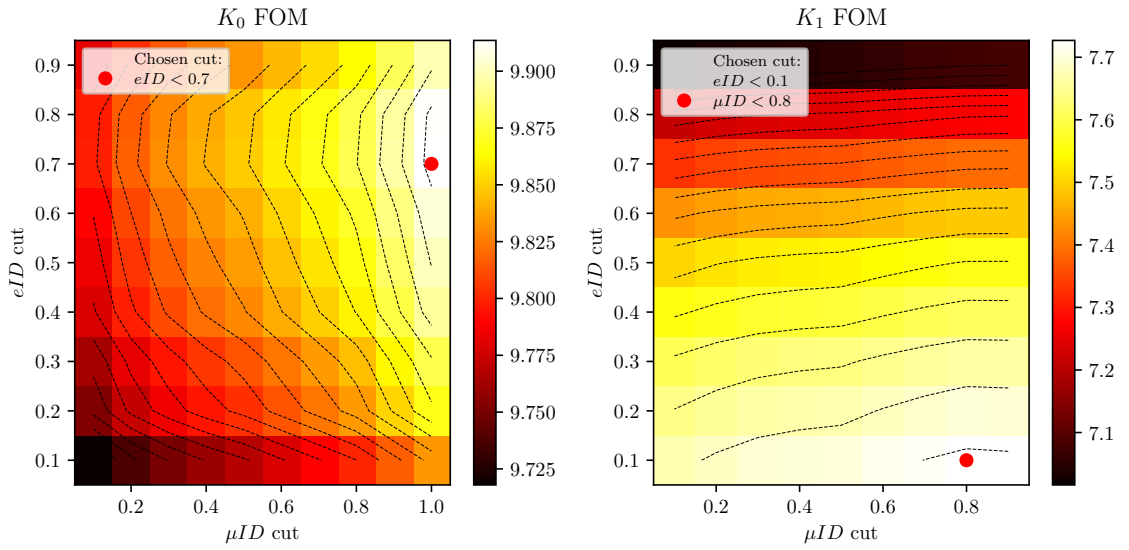 K₀ FOM
Chosen cut:
eID < 0.7
eID cut
0.9
0.8
0.7
0.6
0.5
0.4
0.3
0.2
0.1
0.2 0.4 0.6 0.8 1.0
μID cut
9.900
9.875
9.850
9.825
9.800
9.775
9.750
9.725
K₁ FOM
Chosen cut:
eID < 0.1
μID < 0.8
eID cut
0.9
0.8
0.7
0.6
0.5
0.4
0.3
0.2
0.1
0.2 0.4 0.6 0.8
μID cut
7.7
7.6
7.5
7.4
7.3
7.2
7.1